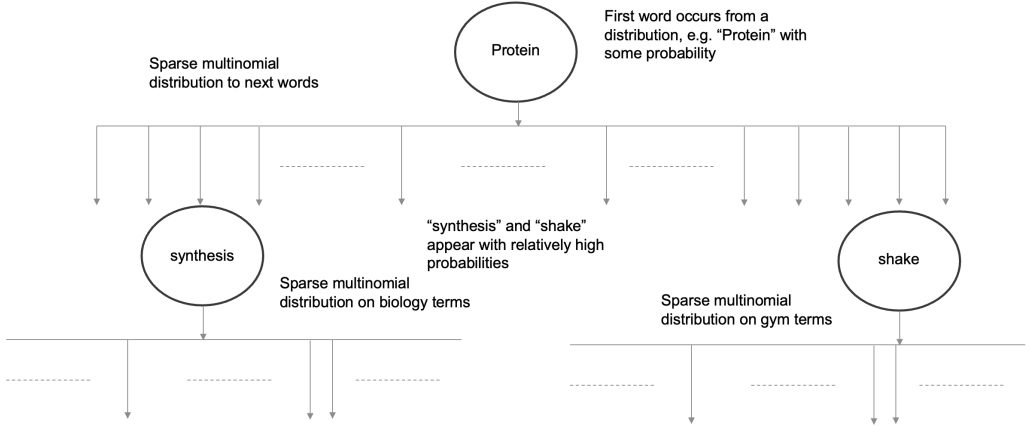 Protein
First word occurs from a
distribution, e.g. “Protein” with
some probability
Sparse multinomial
distribution to next words
synthesis
“synthesis” and “shake”
appear with relatively high
probabilities
shake
Sparse multinomial
distribution on biology terms
Sparse multinomial
distribution on gym terms